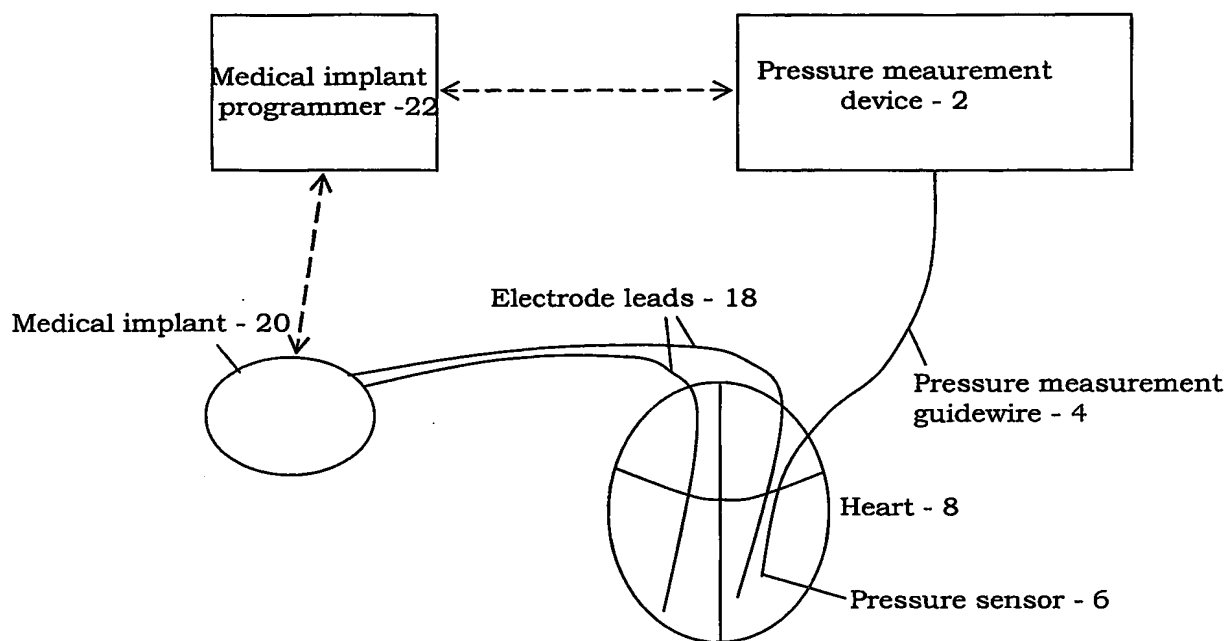 Medical implant
programmer -22
Pressure meaurement
device - 2
Electrode leads - 18
Medical implant - 20
Pressure measurement
guidewire - 4
Heart - 8
Pressure sensor - 6